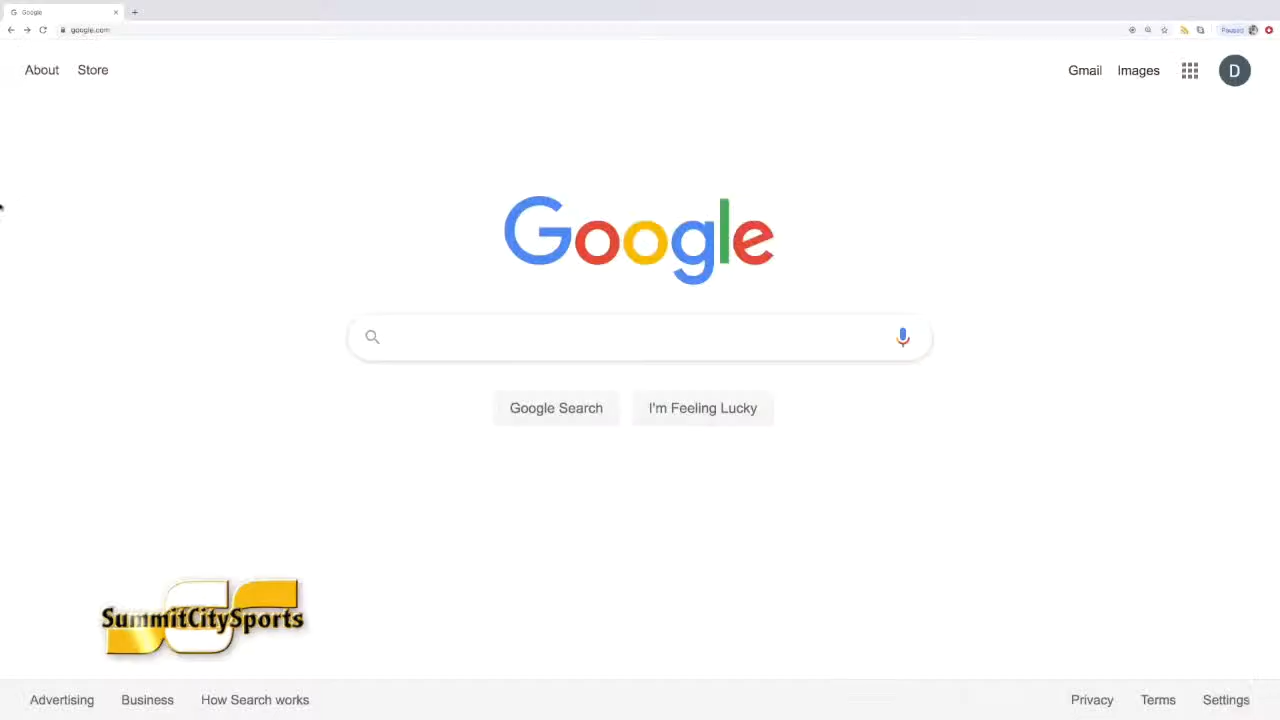 Google
google.com
Paused
About Store
Gmail Images
D
Google
Google Search
I'm Feeling Lucky
SummitCitySports
Advertising Business How Search works
Privacy Terms Settings